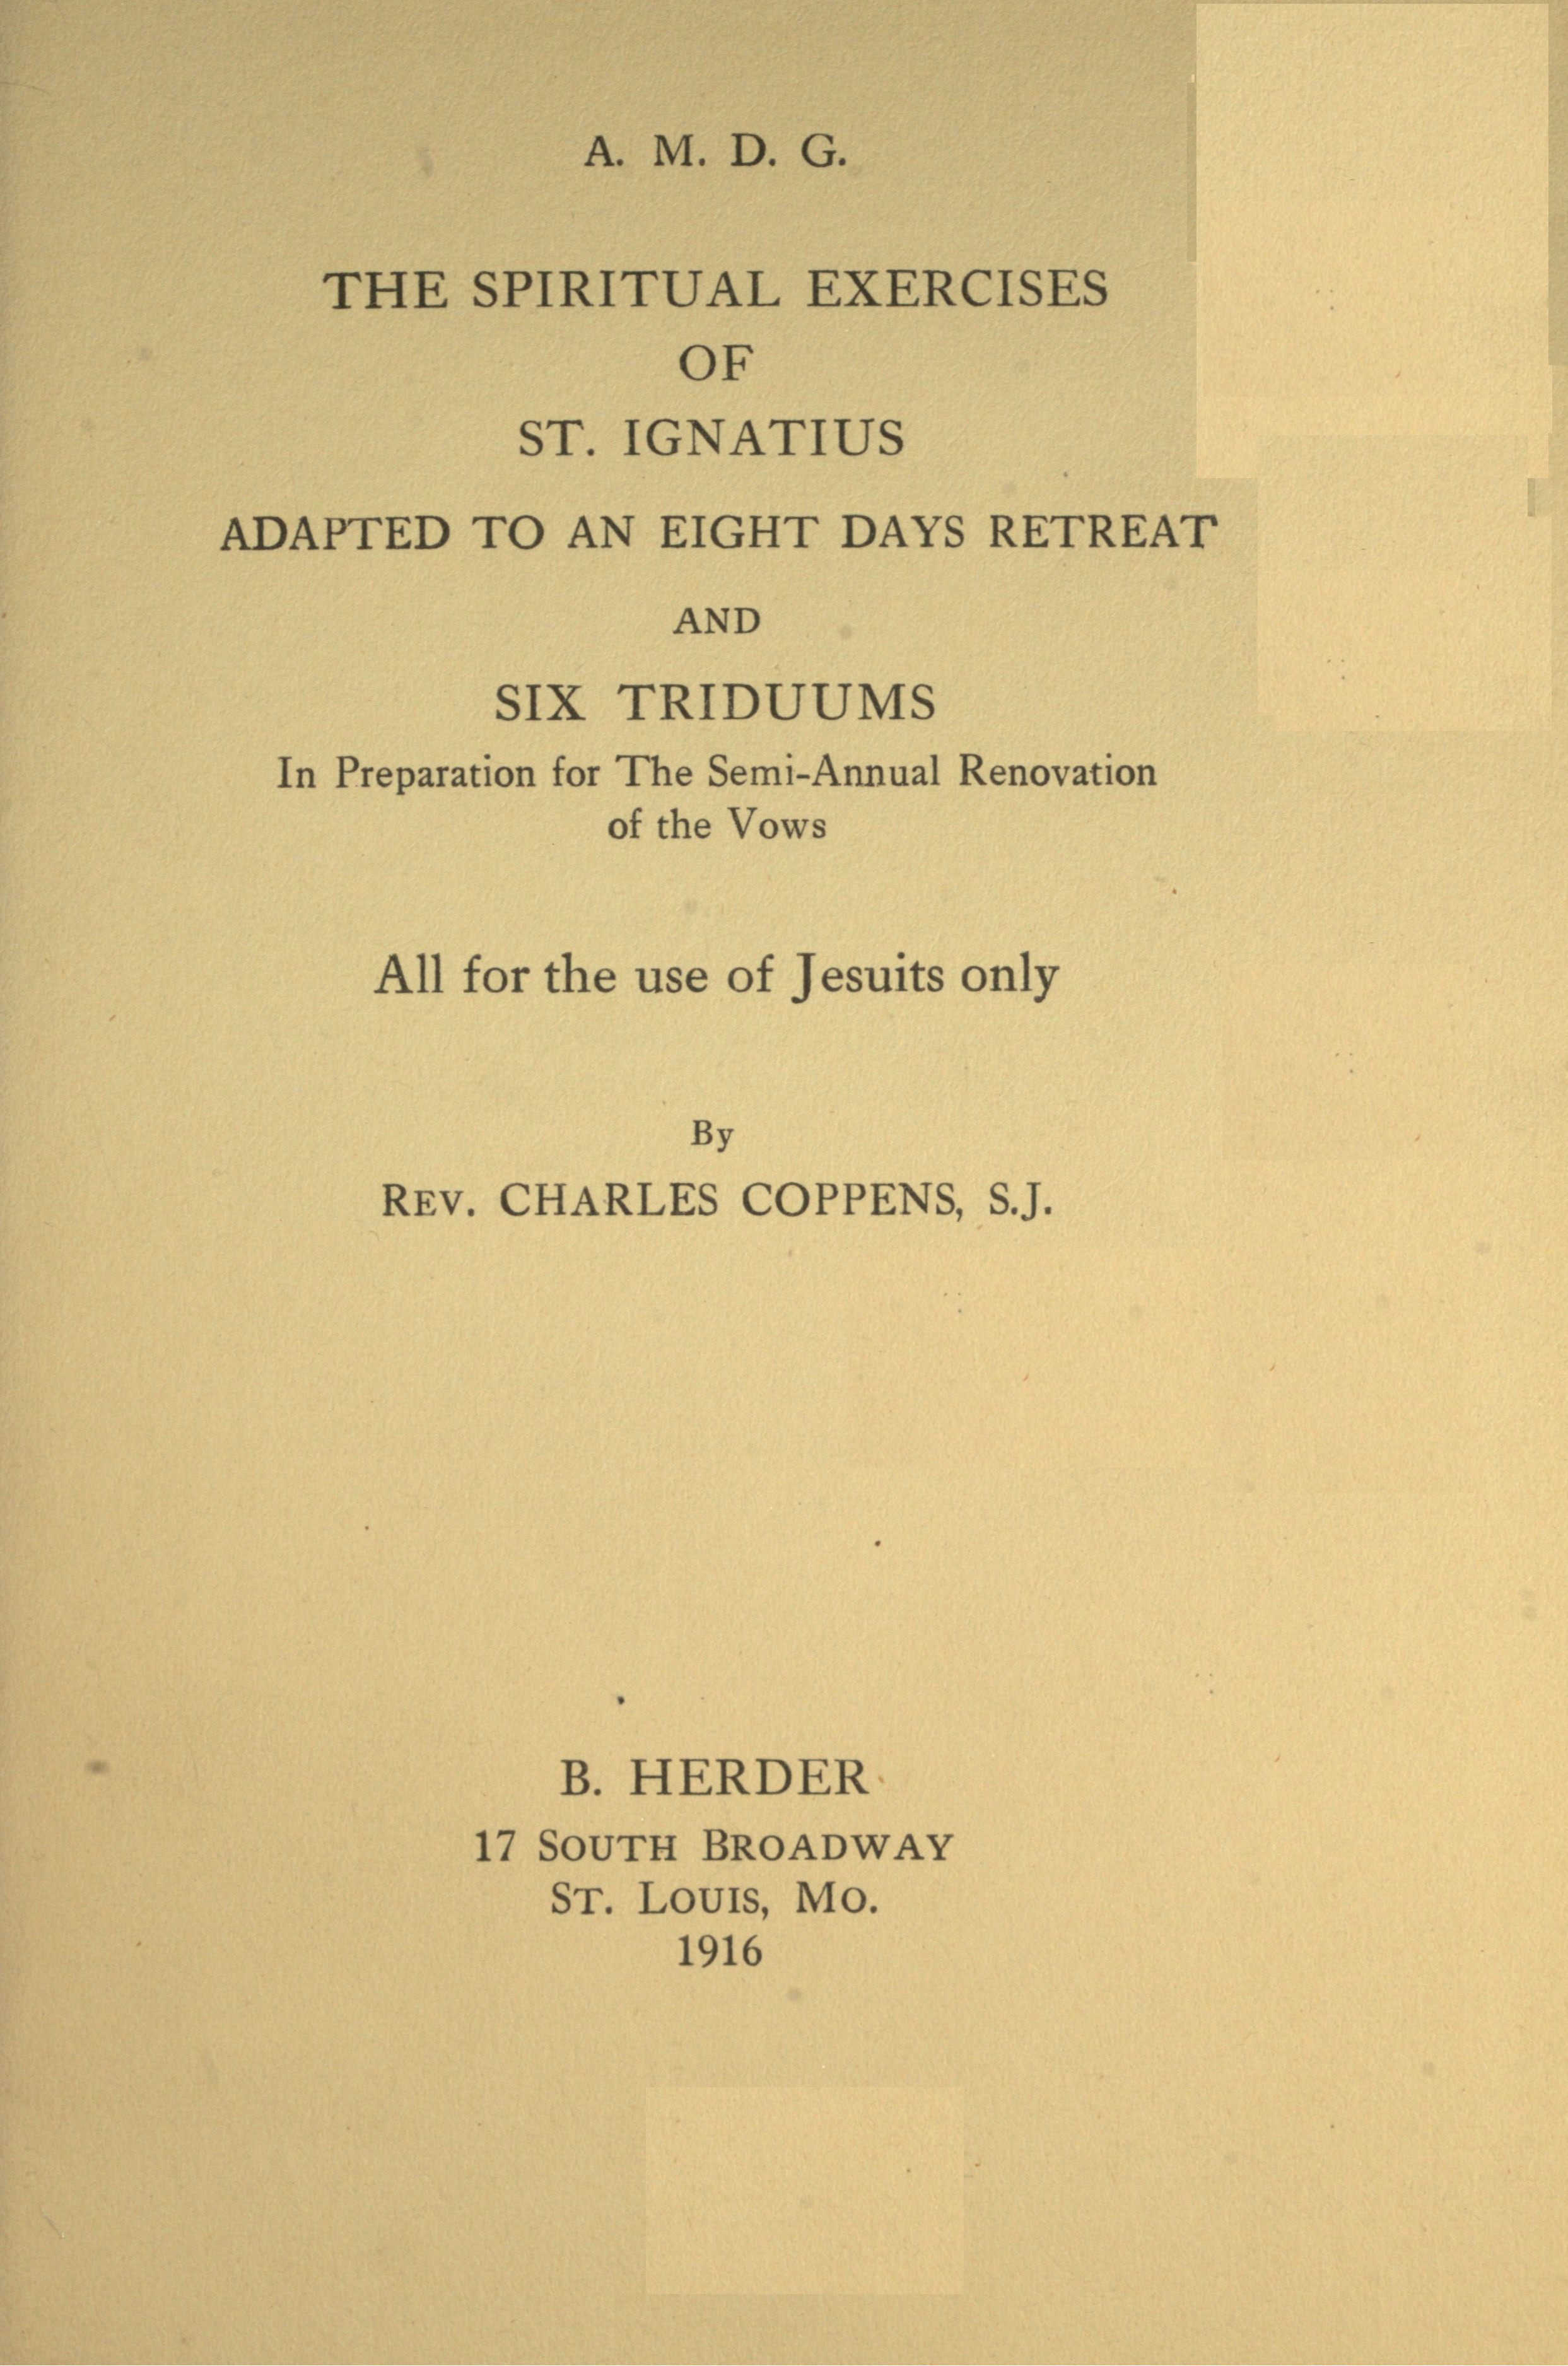 A. M. D. G.
THE SPIRITUAL EXERCISES
OF
ST. IGNATIUS
ADAPTED TO AN EIGHT DAYS RETREAT
AND
SIX TRIDUUMS
In Preparation for The Semi-Annual Renovation
of the Vows
All for the use of Jesuits only
By
REV. CHARLES COPPENS, S.J.
B. HERDER
17 SOUTH BROADWAY
ST. LOUIS, MO.
1916